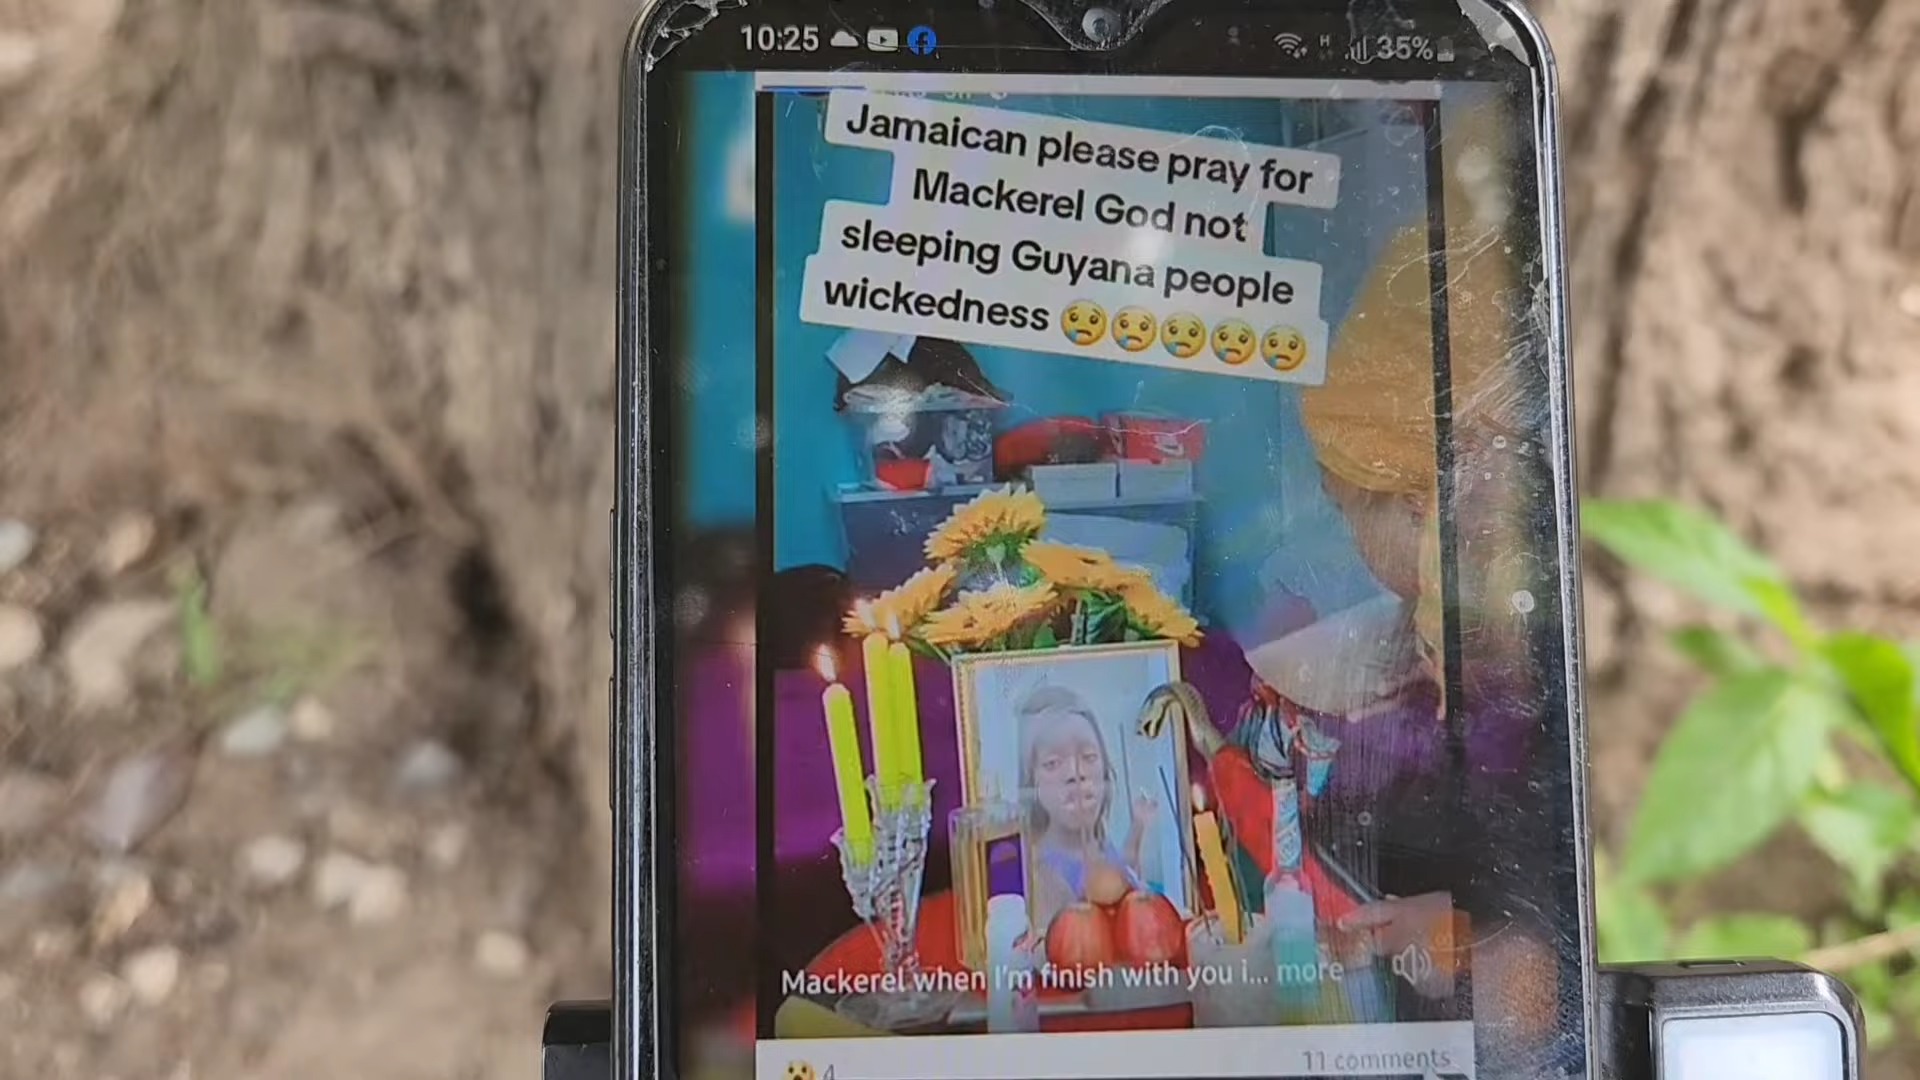 10:25
H
35%
Jamaican please pray for
Mackerel God not
sleeping Guyana people
wickedness 😢😢😢😢😢
Mackerel when I'm finish with you i... more
4
11 comments